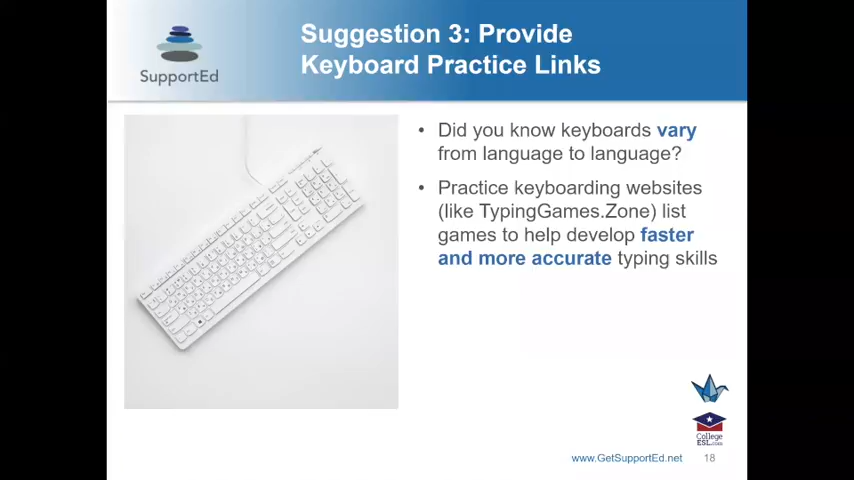 SupportEd
Suggestion 3: Provide
Keyboard Practice Links
• Did you know keyboards vary
from language to language?
• Practice keyboarding websites
(like TypingGames.Zone) list
games to help develop faster
and more accurate typing skills
College
ESL.com
www.GetSupportEd.net
18